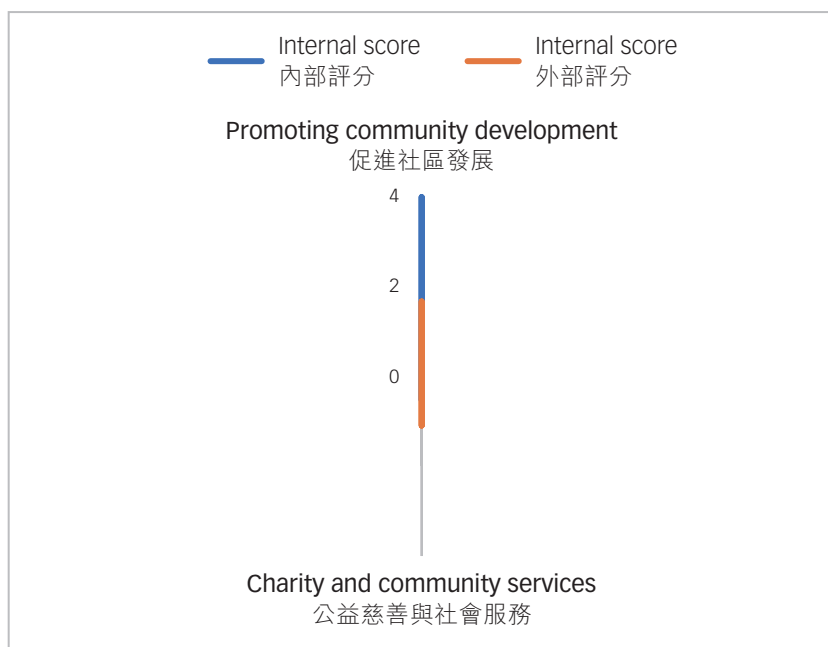 Internal score
內部評分
Internal score
外部評分
Promoting community development
促進社區發展
4
2
0
Charity and community services
公益慈善與社會服務